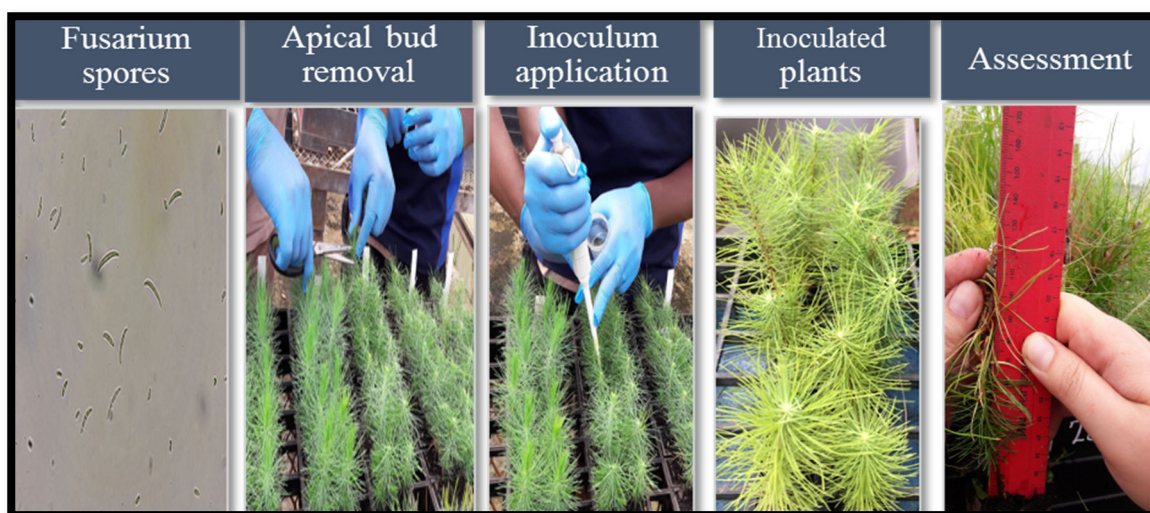 Fusarium
spores
Apical bud
removal
Inoculum
application
Inoculated
plants
Assessment